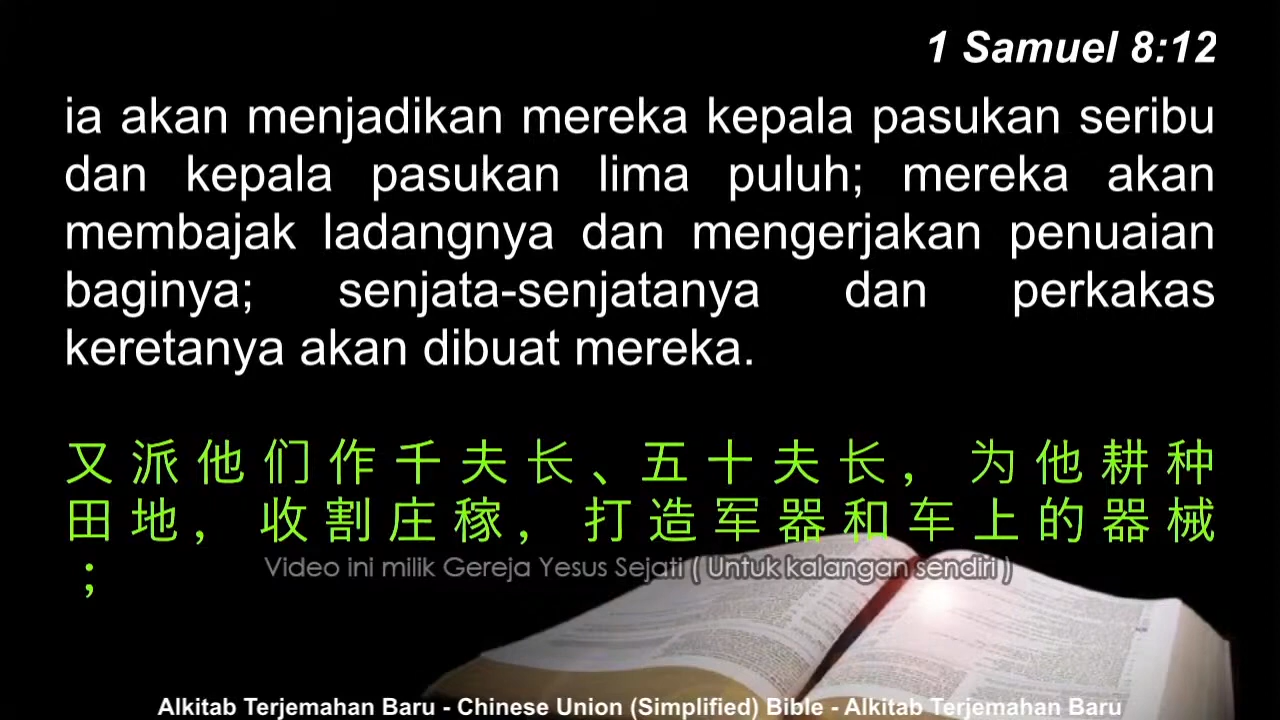 1 Samuel 8:12
ia akan menjadikan mereka kepala pasukan seribu
dan kepala pasukan lima puluh; mereka akan
membajak ladangnya dan mengerjakan penuaian
baginya; senjata-senjatanya dan perkakas
keretanya akan dibuat mereka.
又派他们作千夫长、五十夫长，为他耕种
田地，收割庄稼，打造军器和车上的器械
；
Video ini milik Gereja Yesus Sejati ( Untuk kalangan sendiri )
Alkitab Terjemahan Baru - Chinese Union (Simplified) Bible - Alkitab Terjemahan Baru